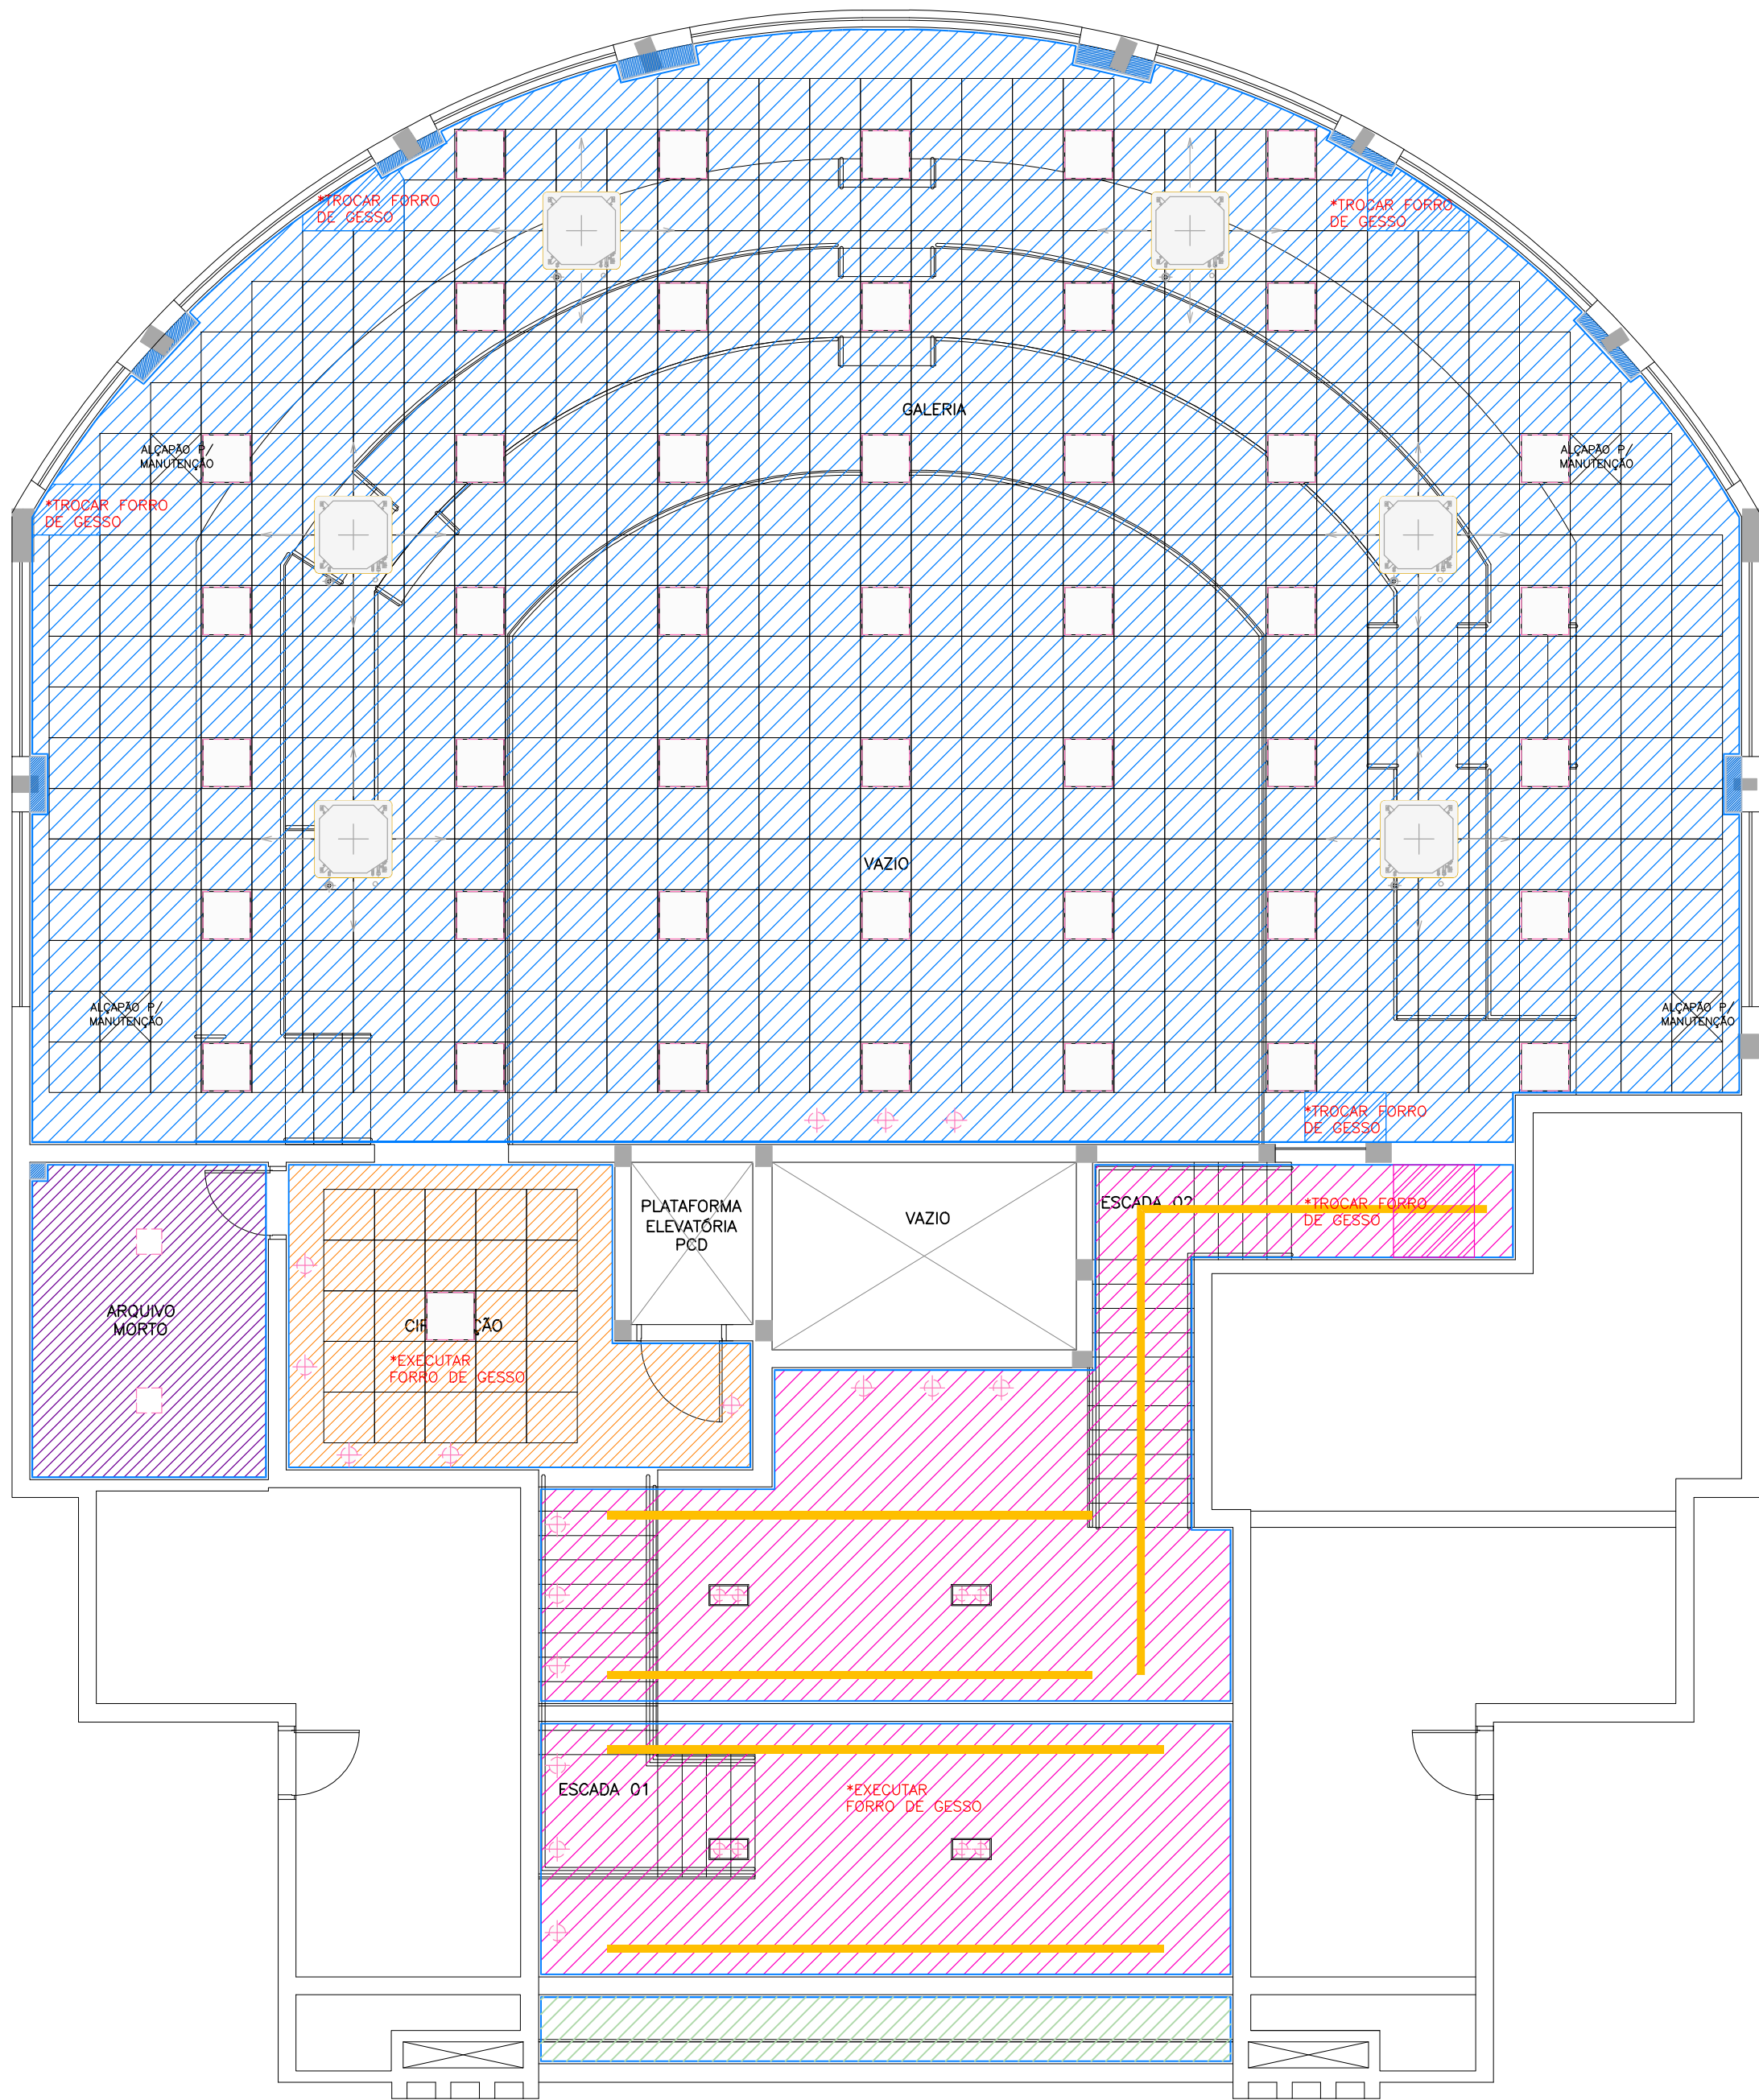 *TROCAR FORRO
DE GESSO
*TROCAR FORRO
DE GESSO
GALERIA
ALÇAPÃO P/
MANUTENÇÃO
ALÇAPÃO P/
MANUTENÇÃO
*TROCAR FORRO
DE GESSO
VAZIO
ALÇAPÃO P/
MANUTENÇÃO
ALÇAPÃO P/
MANUTENÇÃO
*TROCAR FORRO
DE GESSO
PLATAFORMA
ELEVATÓRIA
PCD
VAZIO
ESCADA 02
*TROCAR FORRO
DE GESSO
ARQUIVO
MORTO
*EXECUTAR
FORRO DE GESSO
ESCADA 01
*EXECUTAR
FORRO DE GESSO